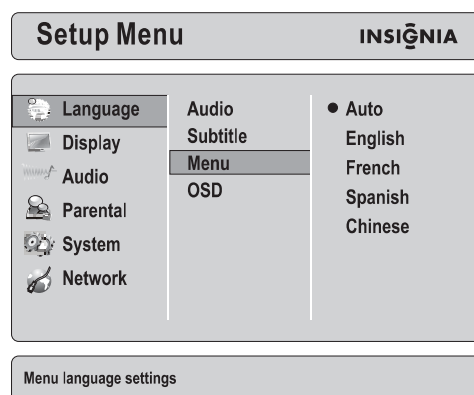 Setup Menu
INSIGNIA
Language
Display
Audio
Parental
System
Network
Audio
Subtitle
Menu
OSD
Auto
English
French
Spanish
Chinese
Menu language settings